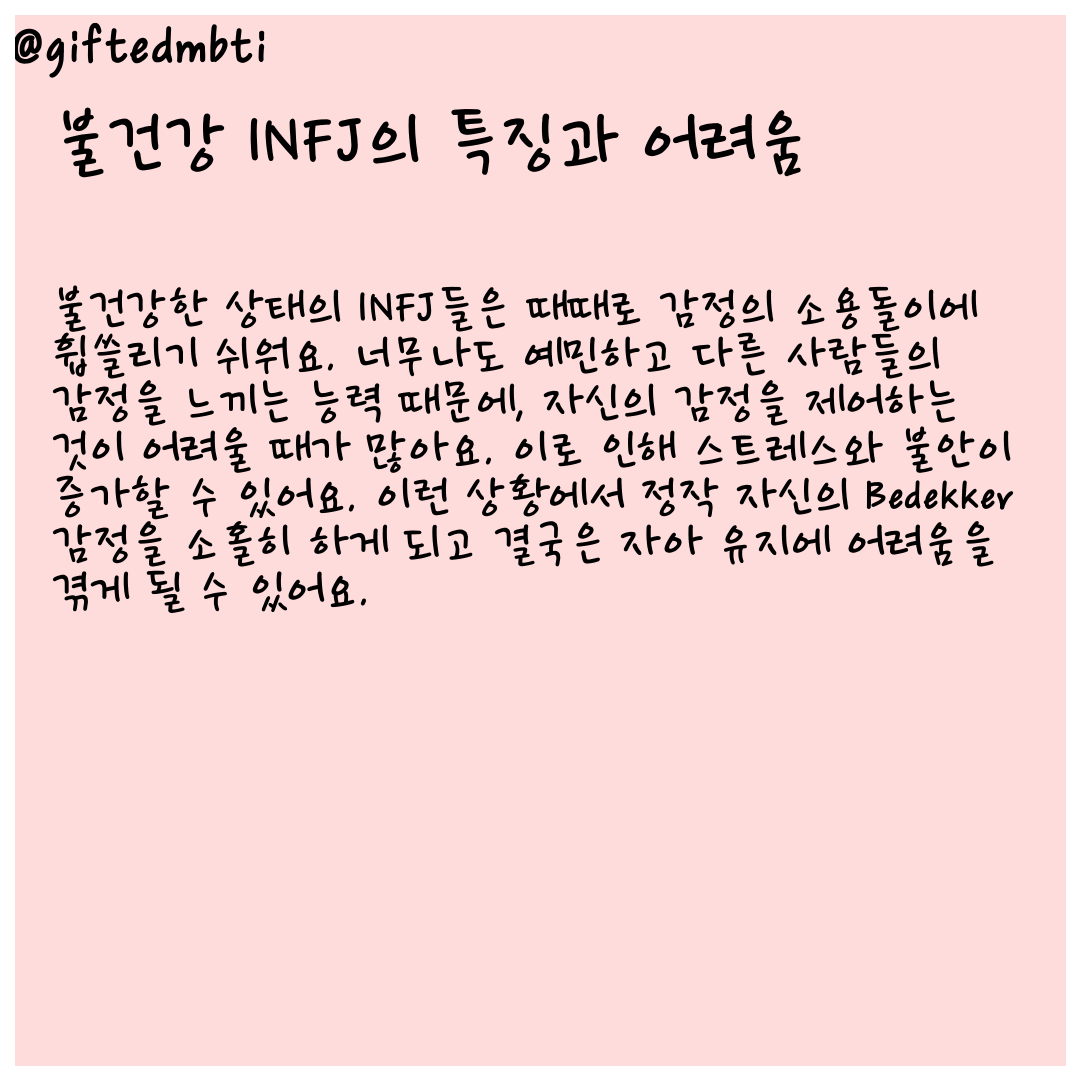 @giftedmbti
불건강 INFJ의 특징과 어려움
불건강한 상태의 INFJ들은 때때로 감정의 소용돌이에
휩쓸리기 쉬워요. 너무나도 예민하고 다른 사람들의
감정을 느끼는 능력 때문에, 자신의 감정을 제어하는
것이 어려울 때가 많아요. 이로 인해 스트레스와 불안이
증가할 수 있어요. 이런 상황에서 정작 자신의 Bedekker
감정을 소홀히 하게 되고 결국은 자아 유지에 어려움을
겪게 될 수 있어요.